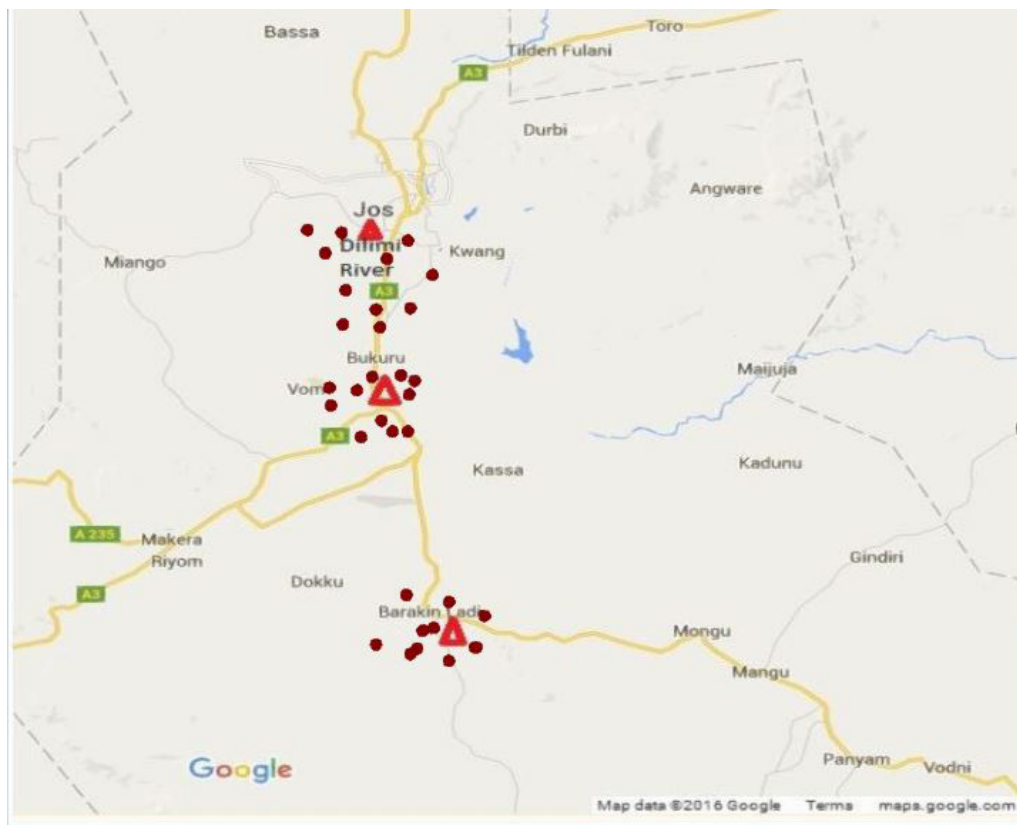 Bassa
Toro
Tilden Fulani
A3
Durbi
Angware
Jos
Dilimi
River
Kwang
Miango
A3
Bukuru
Vom
Maijuja
A3
Kassa
Kadunu
A 235
Makera
Riyom
Gindiri
Dokku
A3
Barakin Ladi
Mongu
Mangu
Panyam
Vodni
Google
Map data ©2016 Google Terms maps.google.com